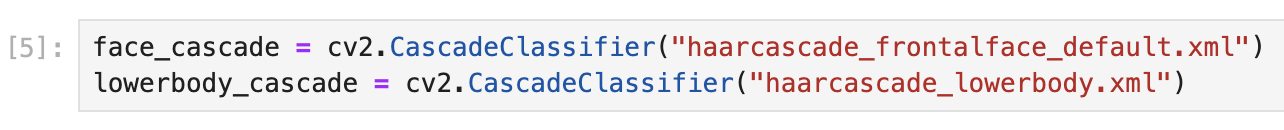 [5]: face_cascade = cv2.CascadeClassifier("haarcascade_frontalface_default.xml")
lowerbody_cascade = cv2.CascadeClassifier("haarcascade_lowerbody.xml")